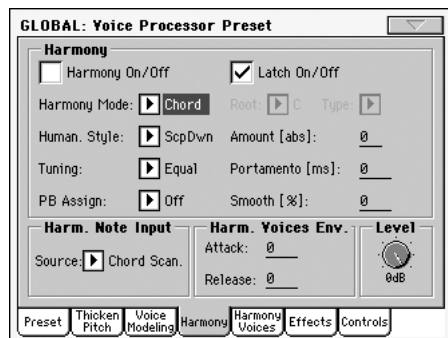 GLOBAL: Voice Processor Preset
Harmony
Harmony On/Off Latch On/Off
Harmony Mode: Chord Root: C Type:
Human. Style: ScpDwn Amount [abs]: 0
Tuning: Equal Portamento [ms]: 0
PB Assign: Off Smooth [%]: 0
Harm. Note Input Harm. Voices Env. Level
Source: Chord Scan. Attack: 0
Release: 0 0dB
Preset Thicken Pitch Voice Modeling Harmony Harmony Voices Effects Controls